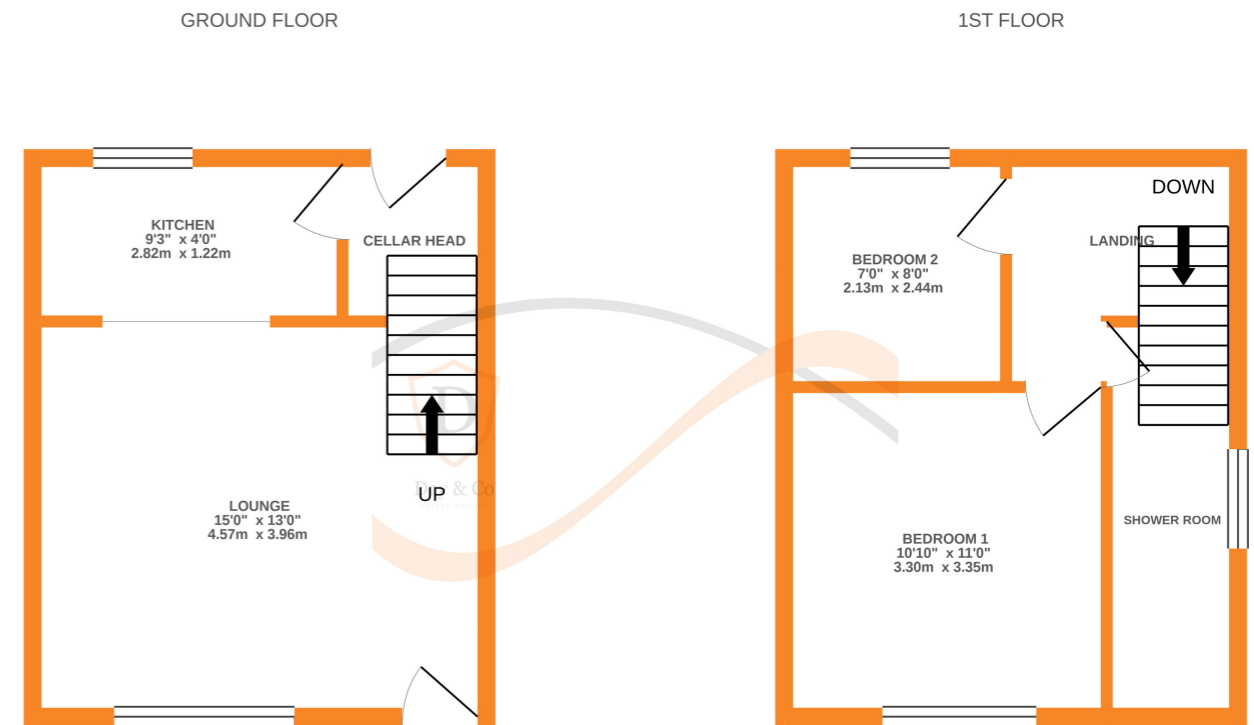 GROUND FLOOR
1ST FLOOR
KITCHEN
9'3" x 4'0"
2.82m x 1.22m
CELLAR HEAD
LOUNGE
15'0" x 13'0"
4.57m x 3.96m
UP
D
Day & Co
DOWN
LANDING
BEDROOM 2
7'0" x 8'0"
2.13m x 2.44m
BEDROOM 1
10'10" x 11'0"
3.30m x 3.35m
SHOWER ROOM